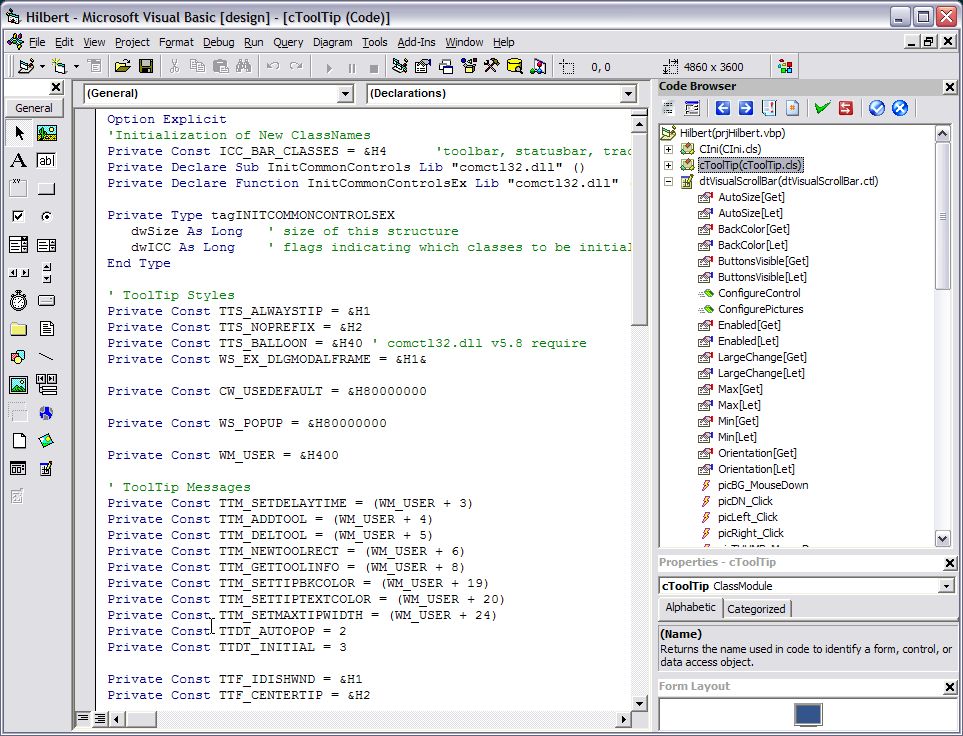 Hilbert - Microsoft Visual Basic [design] - [cToolTip (Code)]
File Edit View Project Format Debug Run Query Diagram Tools Add-Ins Window Help
0, 0 4860 x 3600
General
(General) (Declarations)
Option Explicit
'Initialization of New ClassNames
Private Const ICC_BAR_CLASSES = &H4 'toolbar, statusbar, trac
Private Declare Sub InitCommonControls Lib "comctl32.dll" ()
Private Declare Function InitCommonControlsEx Lib "comctl32.dll" (
Private Type tagINITCOMMONCONTROLSEX
dwSize As Long ' size of this structure
dwICC As Long ' flags indicating which classes to be initial
End Type
' ToolTip Styles
Private Const TTS_ALWAYSTIP = &H1
Private Const TTS_NOPREFIX = &H2
Private Const TTS_BALLOON = &H40 ' comctl32.dll v5.8 require
Private Const WS_EX_DLGMODALFRAME = &H1&
Private Const CW_USEDEFAULT = &H80000000
Private Const WS_POPUP = &H80000000
Private Const WM_USER = &H400
' ToolTip Messages
Private Const TTM_SETDELAYTIME = (WM_USER + 3)
Private Const TTM_ADDTOOL = (WM_USER + 4)
Private Const TTM_DELTOOL = (WM_USER + 5)
Private Const TTM_NEWTOOLRECT = (WM_USER + 6)
Private Const TTM_GETTOOLINFO = (WM_USER + 8)
Private Const TTM_SETTIPBKCOLOR = (WM_USER + 19)
Private Const TTM_SETTIPTEXTCOLOR = (WM_USER + 20)
Private Const TTM_SETMAXTIPWIDTH = (WM_USER + 24)
Private Const TTDT_AUTOPOP = 2
Private Const TTDT_INITIAL = 3
Private Const TTF_IDISHWND = &H1
Private Const TTF_CENTERTIP = &H2
Code Browser
Hilbert(prjHilbert.vbp)
CIni(CIni.cls)
cToolTip(cToolTip.cls)
dtVisualScrollBar(dtVisualScrollBar.ctl)
AutoSize[Get]
AutoSize[Let]
BackColor[Get]
BackColor[Let]
ButtonsVisible[Get]
ButtonsVisible[Let]
ConfigureControl
ConfigurePictures
Enabled[Get]
Enabled[Let]
LargeChange[Get]
LargeChange[Let]
Max[Get]
Max[Let]
Min[Get]
Min[Let]
Orientation[Get]
Orientation[Let]
picBG_MouseDown
picDN_Click
picLeft_Click
picRight_Click
Properties - cToolTip
cToolTip ClassModule
Alphabetic Categorized
(Name)
Returns the name used in code to identify a form, control, or
data access object.
Form Layout